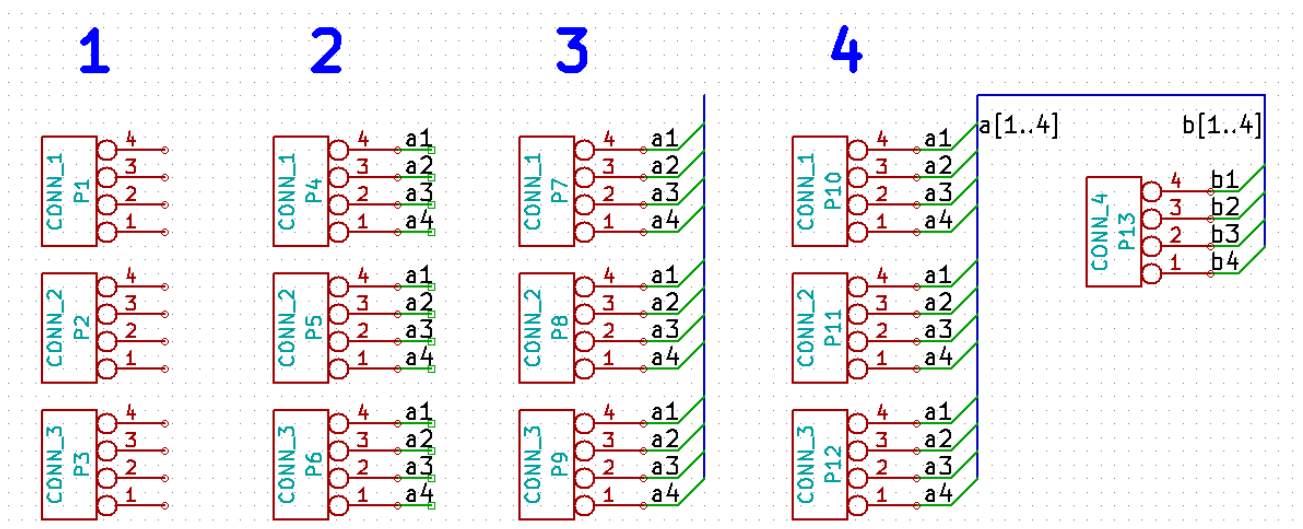 1
2
3
4
a[1..4]
b[1..4]
CONN_1
P1
4
3
2
1
CONN_2
P2
4
3
2
1
CONN_3
P3
4
3
2
1
CONN_1
P4
4 a1
3 a2
2 a3
1 a4
CONN_2
P5
4 a1
3 a2
2 a3
1 a4
CONN_3
P6
4 a1
3 a2
2 a3
1 a4
CONN_1
P7
4 a1
3 a2
2 a3
1 a4
CONN_2
P8
4 a1
3 a2
2 a3
1 a4
CONN_3
P9
4 a1
3 a2
2 a3
1 a4
CONN_1
P10
4 a1
3 a2
2 a3
1 a4
CONN_2
P11
4 a1
3 a2
2 a3
1 a4
CONN_3
P12
4 a1
3 a2
2 a3
1 a4
CONN_4
P13
4 b1
3 b2
2 b3
1 b4